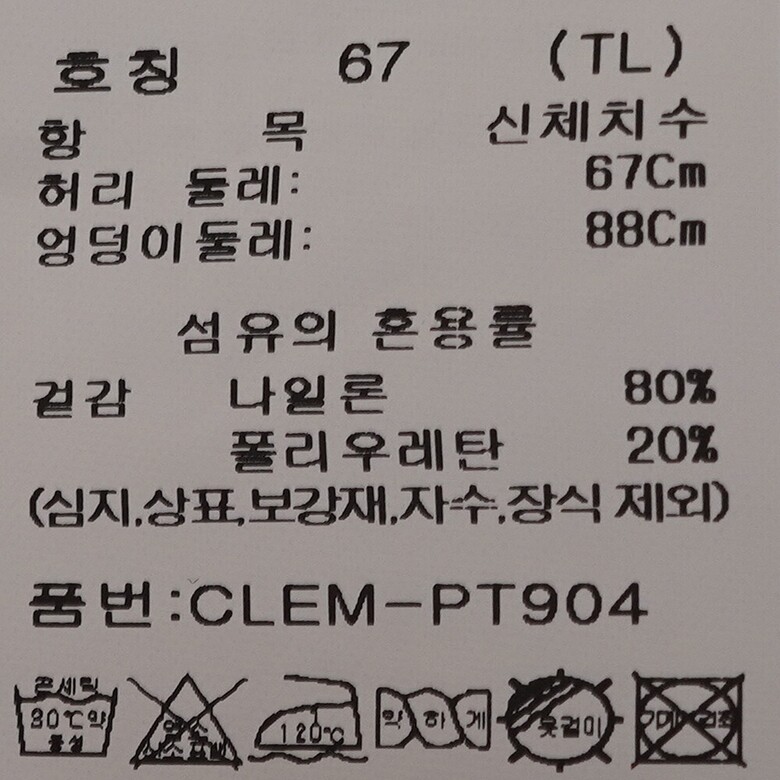 호칭 67 (TL)
항 목 신체치수
허리 둘레: 67Cm
엉덩이둘레: 88Cm
섬유의 혼용률
겉감 나일론 80%
폴리우레탄 20%
(심지,상표,보강재,자수,장식 제외)
품번:CLEM-PT904
손세탁
30℃약
중성
120℃
약하게
옷걸이